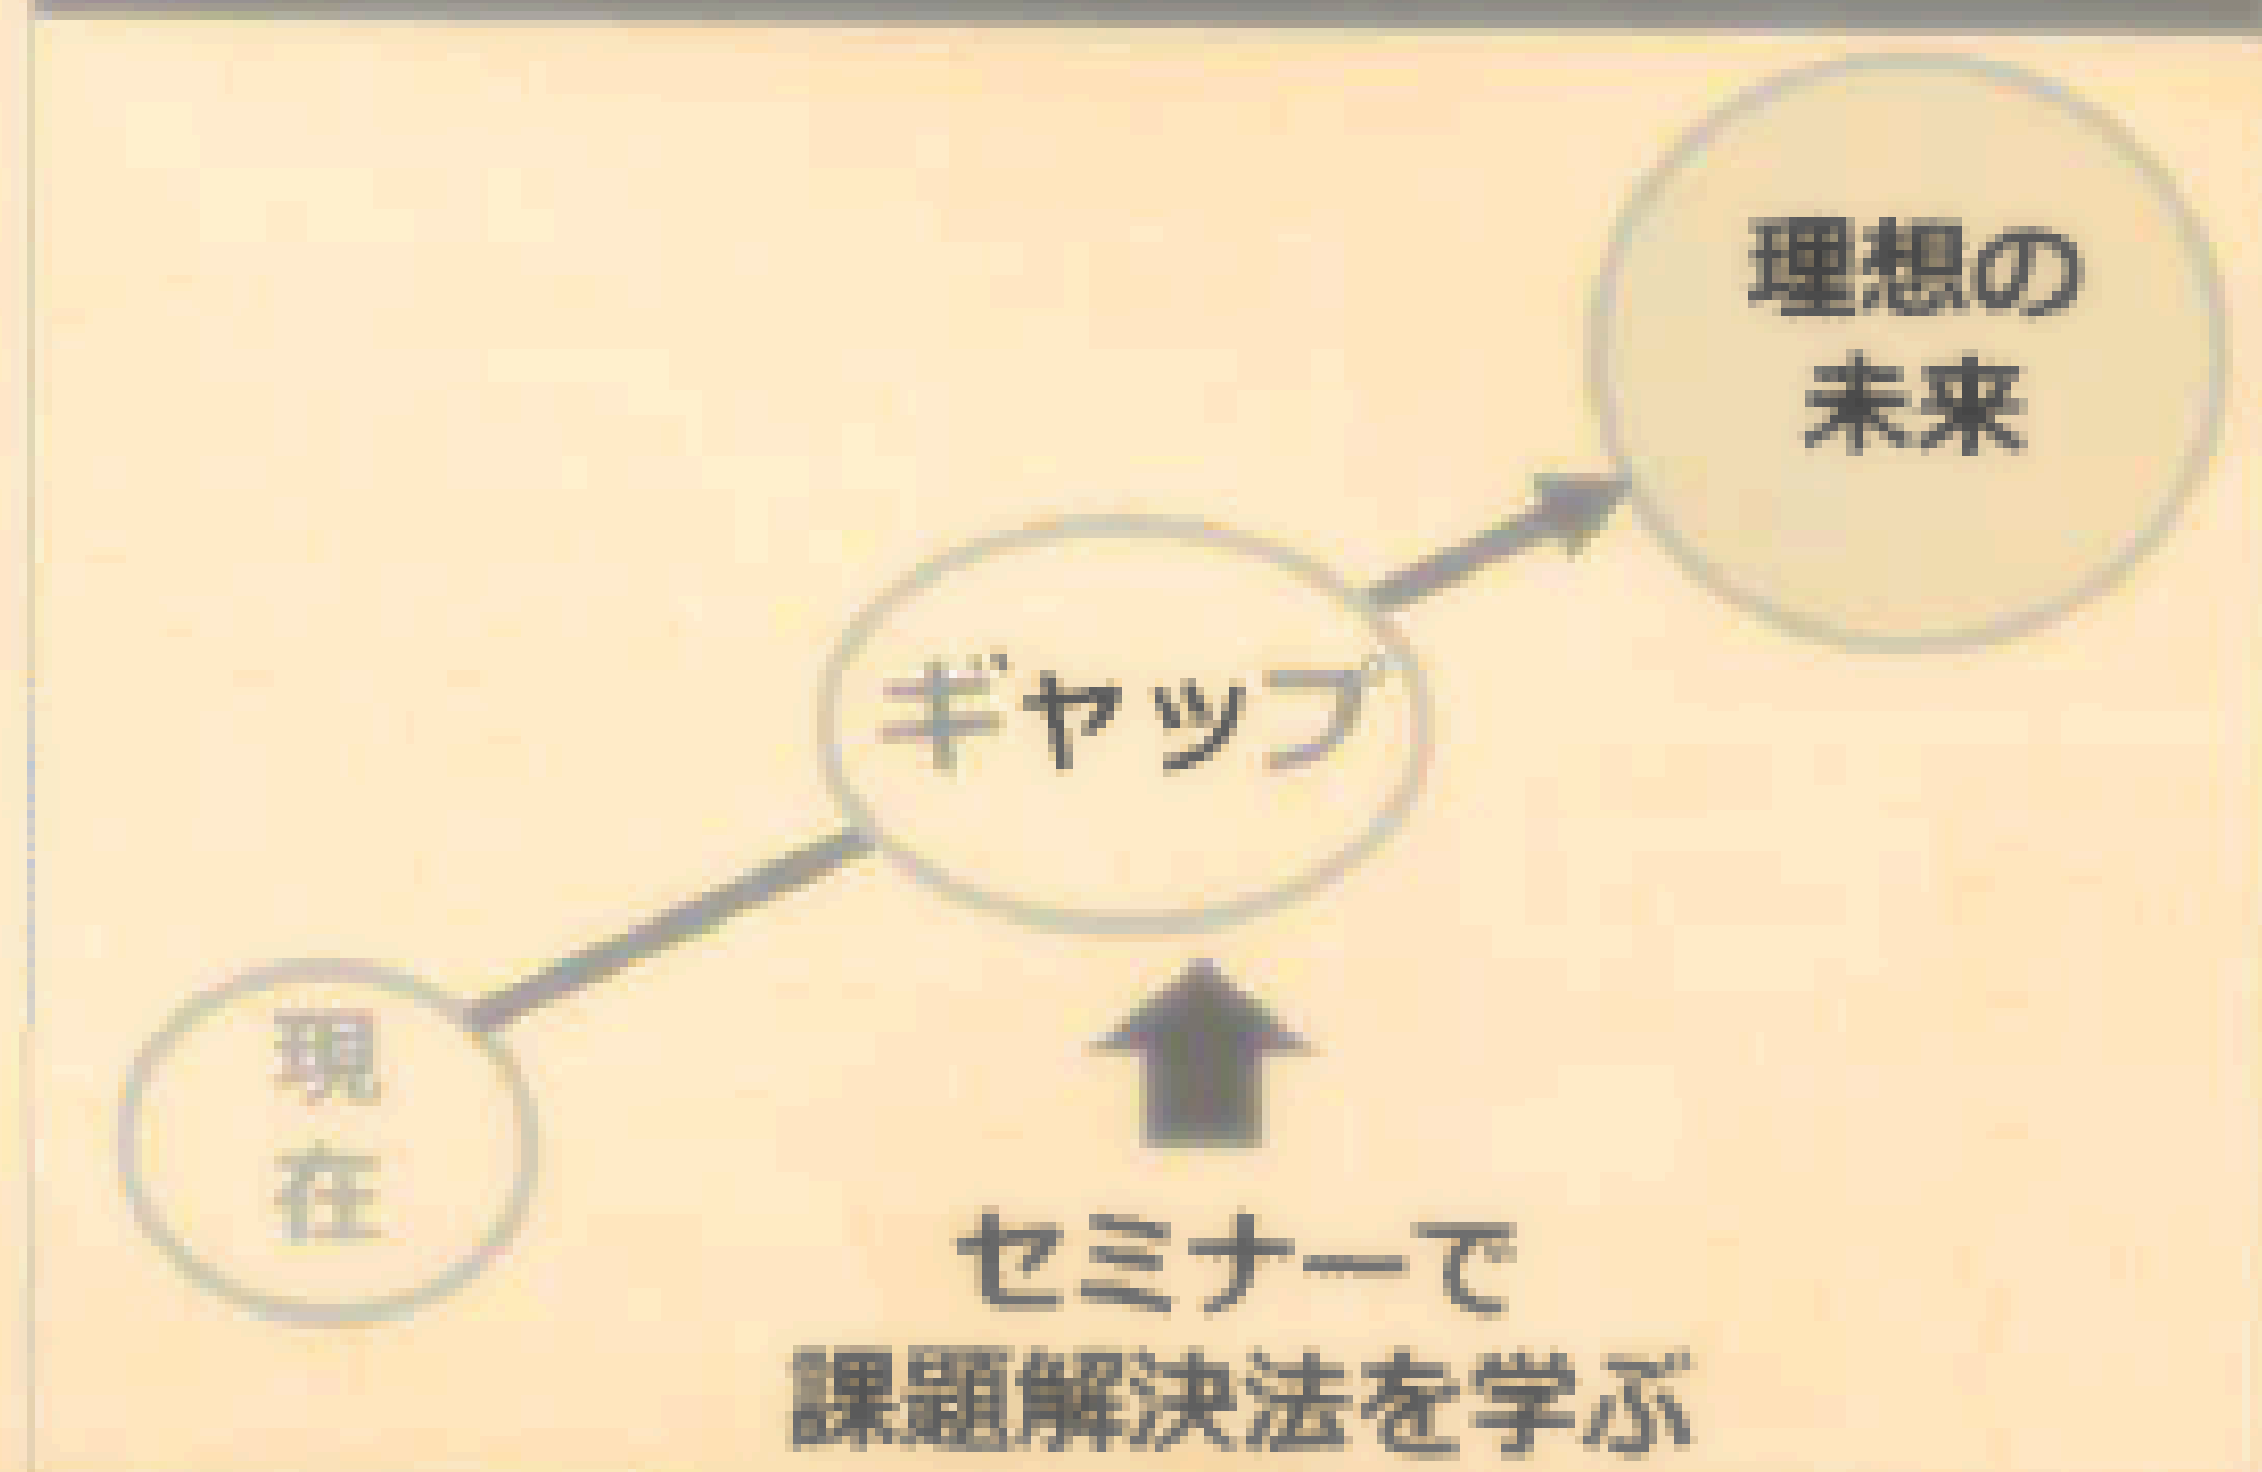 理想の
未来
ギャップ
現
在
セミナーで
課題解決法を学ぶ